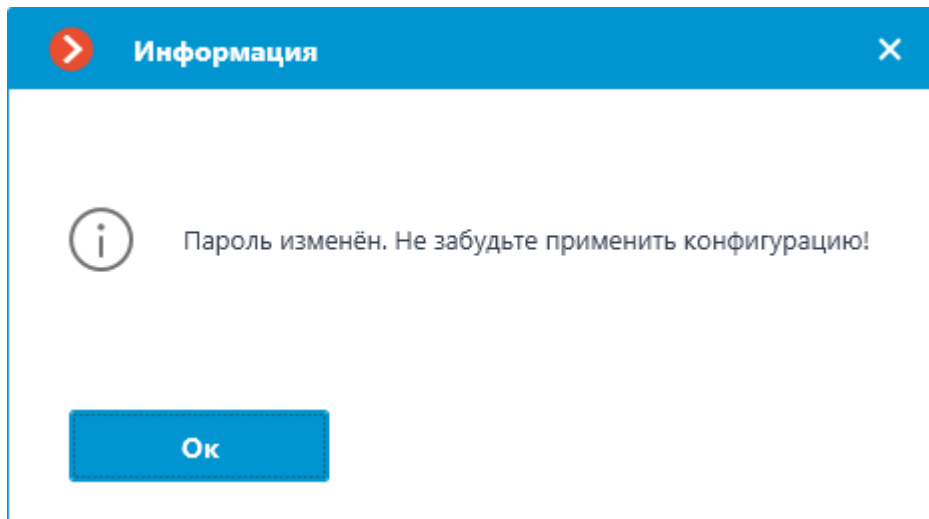 Информация
Пароль изменён. Не забудьте применить конфигурацию!
Ок